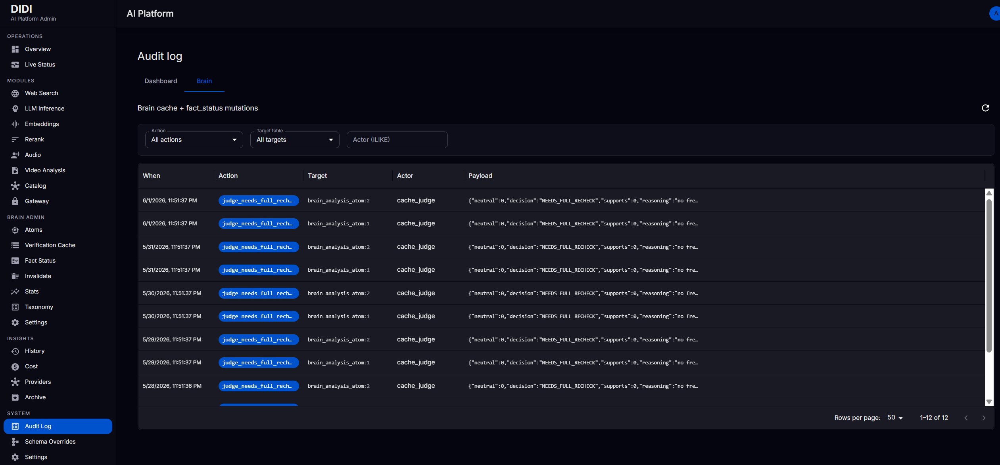 DIDI
AI Platform Admin
AI Platform
A
OPERATIONS
Overview
Live Status
MODULES
Web Search
LLM Inference
Embeddings
Rerank
Audio
Video Analysis
Catalog
Gateway
BRAIN ADMIN
Atoms
Verification Cache
Fact Status
Invalidate
Stats
Taxonomy
Settings
INSIGHTS
History
Cost
Providers
Archive
SYSTEM
Audit Log
Schema Overrides
Settings
Audit log
Dashboard Brain
Brain cache + fact_status mutations
Action Target table
All actions All targets Actor (ILIKE)
When Action Target Actor Payload
6/1/2026, 11:51:37 PM judge_needs_full_rech… brain_analysis_atom:2 cache_judge {"neutral":0,"decision":"NEEDS_FULL_RECHECK","supports":0,"reasoning":"no fre…
6/1/2026, 11:51:37 PM judge_needs_full_rech… brain_analysis_atom:1 cache_judge {"neutral":0,"decision":"NEEDS_FULL_RECHECK","supports":0,"reasoning":"no fre…
5/31/2026, 11:51:37 PM judge_needs_full_rech… brain_analysis_atom:2 cache_judge {"neutral":0,"decision":"NEEDS_FULL_RECHECK","supports":0,"reasoning":"no fre…
5/31/2026, 11:51:37 PM judge_needs_full_rech… brain_analysis_atom:1 cache_judge {"neutral":0,"decision":"NEEDS_FULL_RECHECK","supports":0,"reasoning":"no fre…
5/30/2026, 11:51:37 PM judge_needs_full_rech… brain_analysis_atom:2 cache_judge {"neutral":0,"decision":"NEEDS_FULL_RECHECK","supports":0,"reasoning":"no fre…
5/30/2026, 11:51:37 PM judge_needs_full_rech… brain_analysis_atom:1 cache_judge {"neutral":0,"decision":"NEEDS_FULL_RECHECK","supports":0,"reasoning":"no fre…
5/29/2026, 11:51:37 PM judge_needs_full_rech… brain_analysis_atom:2 cache_judge {"neutral":0,"decision":"NEEDS_FULL_RECHECK","supports":0,"reasoning":"no fre…
5/29/2026, 11:51:37 PM judge_needs_full_rech… brain_analysis_atom:1 cache_judge {"neutral":0,"decision":"NEEDS_FULL_RECHECK","supports":0,"reasoning":"no fre…
5/28/2026, 11:51:36 PM judge_needs_full_rech… brain_analysis_atom:2 cache_judge {"neutral":0,"decision":"NEEDS_FULL_RECHECK","supports":0,"reasoning":"no fre…
Rows per page: 50 1–12 of 12